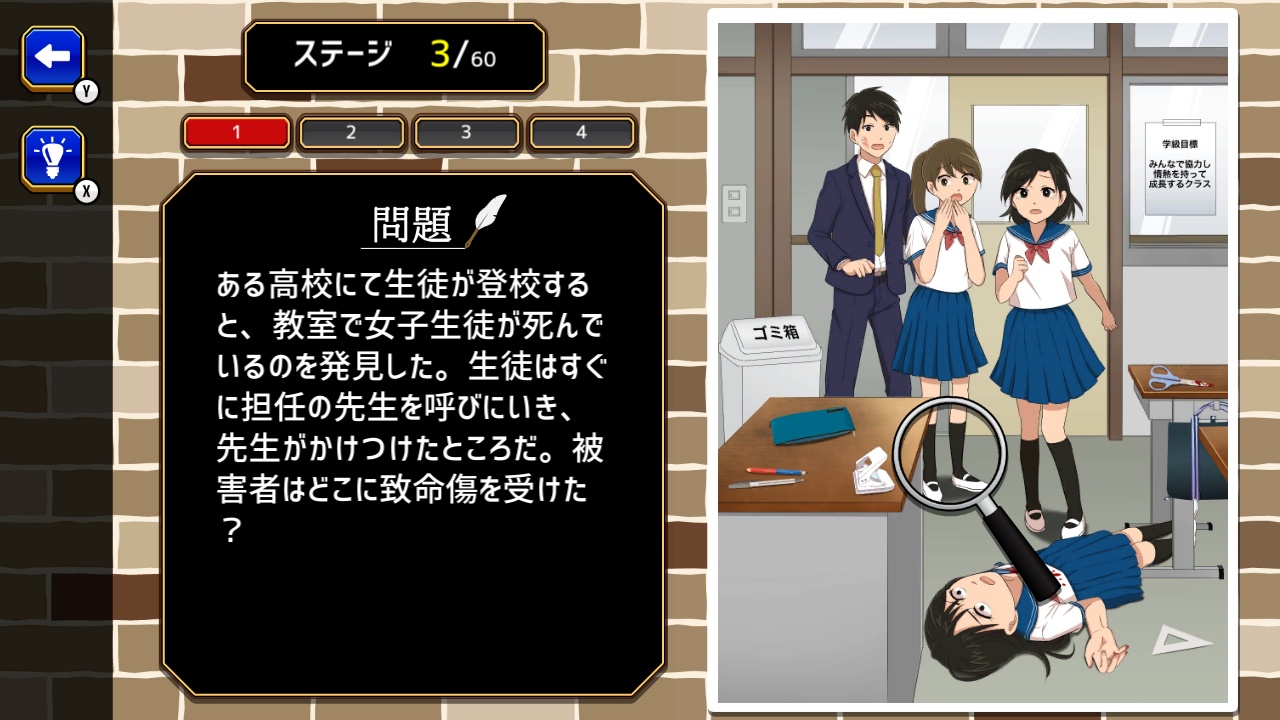 Y
X
ステージ 3/60
1
2
3
4
問題
ある高校にて生徒が登校する
と、教室で女子生徒が死んで
いるのを発見した。生徒はすぐ
に担任の先生を呼びにいき、
先生がかけつけたところだ。被
害者はどこに致命傷を受けた
？
学級目標
みんなで協力し
情熱を持って
成長するクラス
ゴミ箱